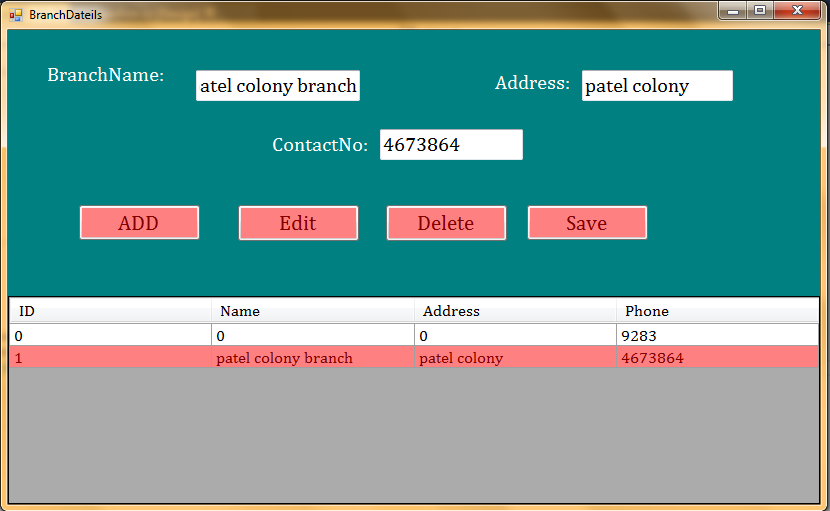 BranchDateils
BranchName:
atel colony branch
Address:
patel colony
ContactNo:
4673864
ADD
Edit
Delete
Save
ID Name Address Phone
0 0 0 9283
1 patel colony branch patel colony 4673864